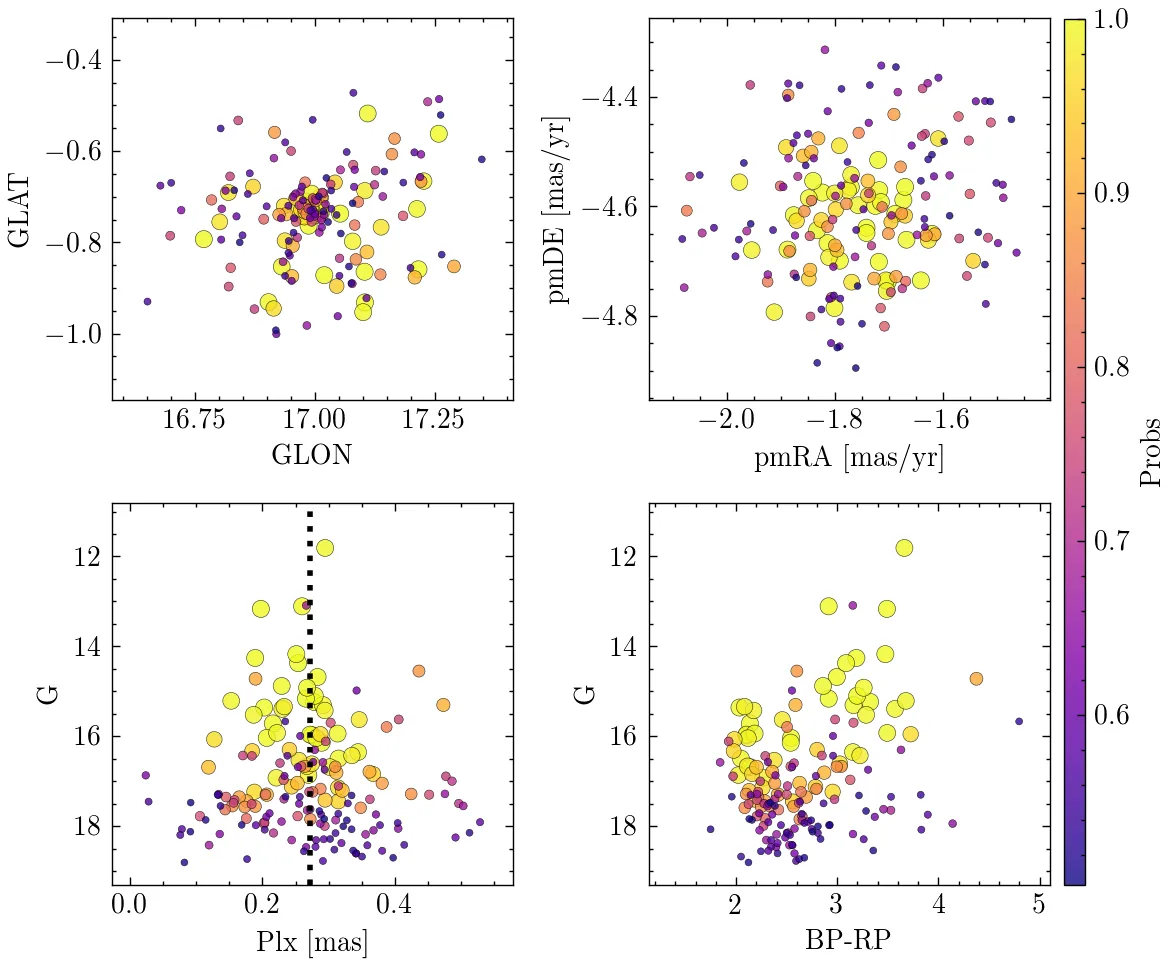 −0.4
−0.6
−0.8
−1.0
GLAT
16.75 17.00 17.25
GLON
−4.4
−4.6
−4.8
pmDE [mas/yr]
−2.0 −1.8 −1.6
pmRA [mas/yr]
1.0
0.9
0.8
0.7
0.6
Probs
12
14
16
18
G
0.0 0.2 0.4
Plx [mas]
12
14
16
18
G
2 3 4 5
BP-RP